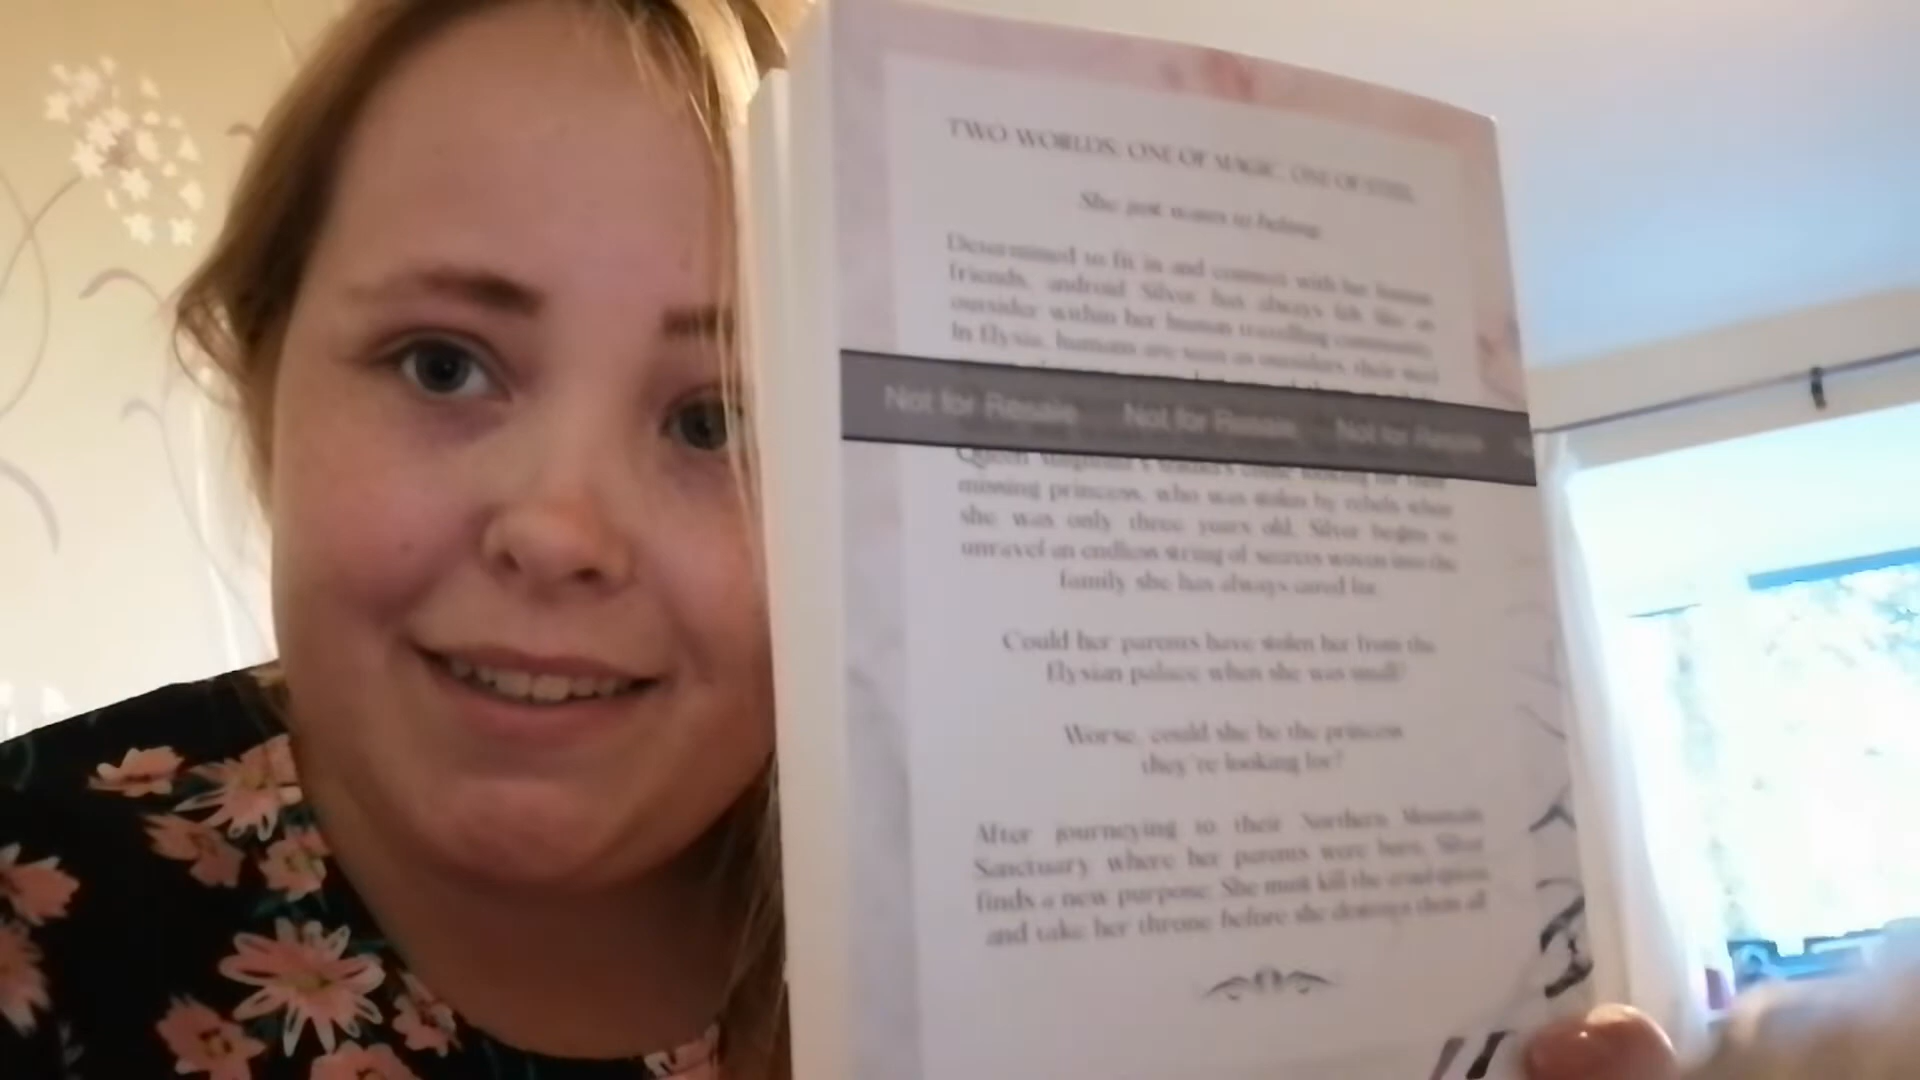 TWO WORLDS. ONE OF MAGIC. ONE OF STEEL.
She just wants to belong.
Determined to fit in and connect with her human
friends, android Silver has always felt like an
outsider within her human travelling community.
In Elysia, humans are seen as outsiders, their
Not for Resale Not for Resale Not for Resale
Queen soldiers come looking for their
missing princess, who was stolen by rebels when
she was only three years old. Silver begins to
unravel an endless string of secrets woven into the
family she has always cared for.
Could her parents have stolen her from the
Elysian palace when she was small?
Worse, could she be the princess
they're looking for?
After journeying to their Northern Mountain
Sanctuary where her parents were born, Silver
finds a new purpose. She must kill the cruel queen
and take her throne before she destroys them all